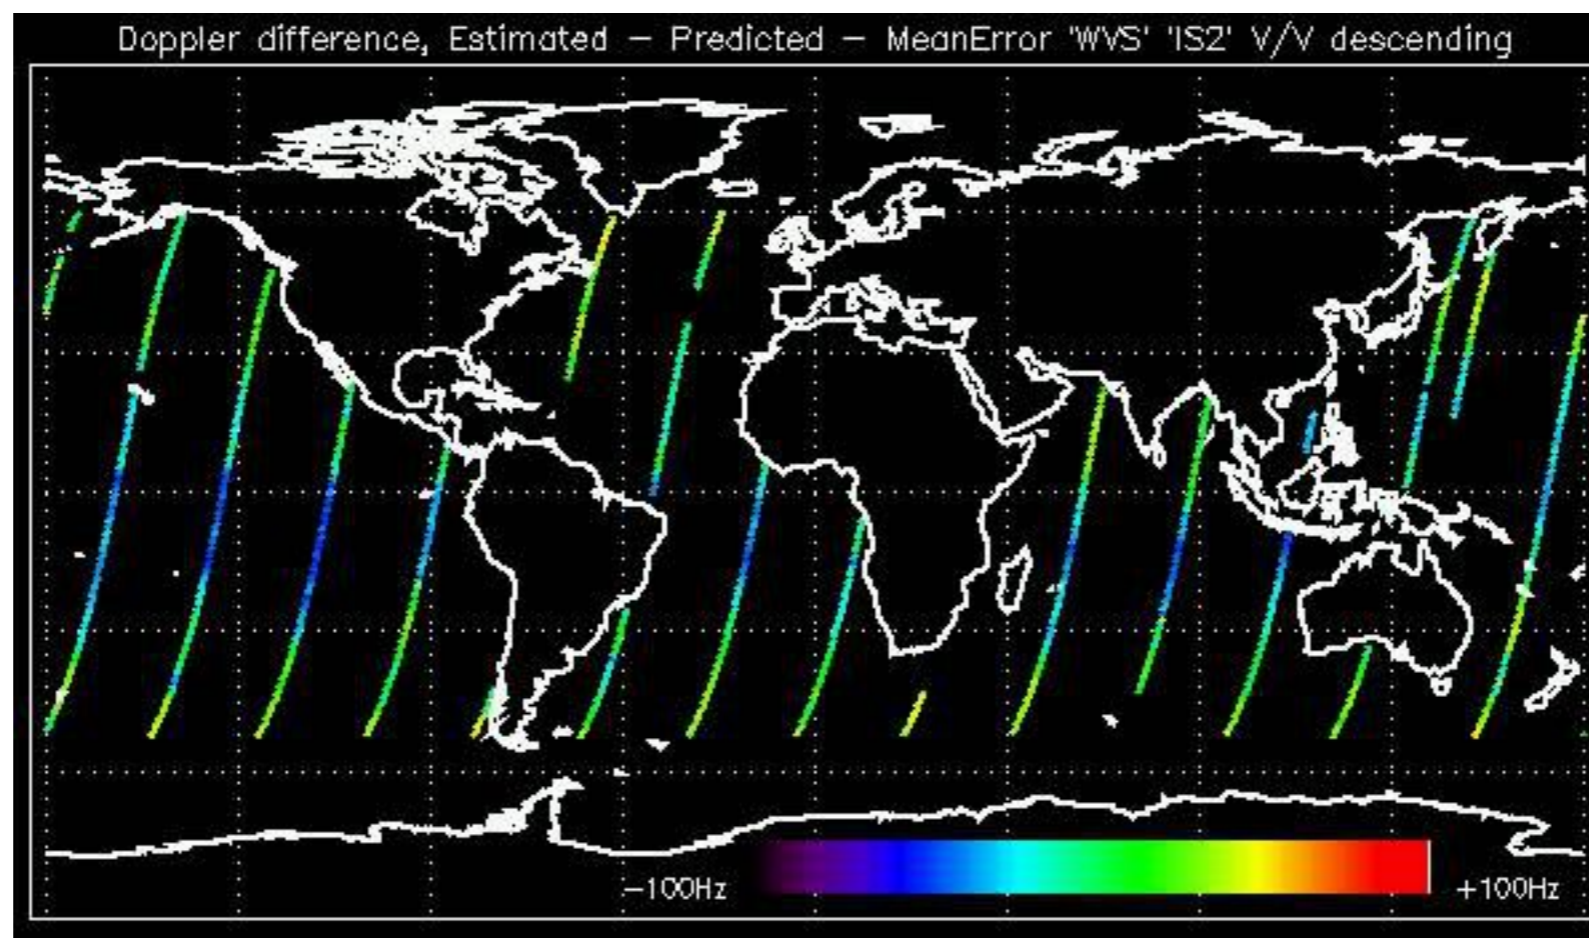 Doppler difference, Estimated – Predicted – MeanError 'WVS' 'IS2' V/V descending
–100Hz
+100Hz